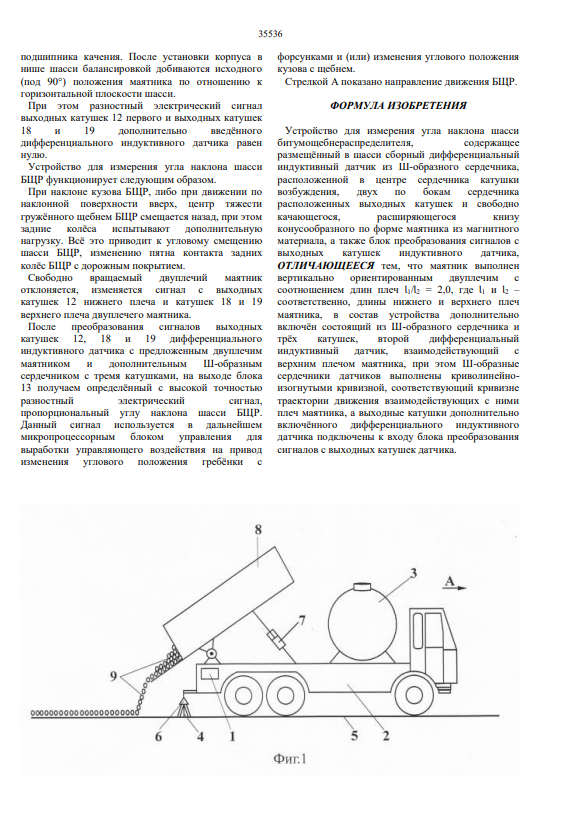 35536
подшипника качения. После установки корпуса в
нише шасси балансировкой добиваются исходного
(под 90°) положения маятника по отношению к
горизонтальной плоскости шасси.
При этом разностный электрический сигнал
выходных катушек 12 первого и выходных катушек
18 и 19 дополнительно введённого
дифференциального индуктивного датчика равен
нулю.
Устройство для измерения угла наклона шасси
БЩР функционирует следующим образом.
При наклоне кузова БЩР, либо при движении по
наклонной поверхности вверх, центр тяжести
гружённого щебнем БЩР смещается назад, при этом
задние колёса испытывают дополнительную
нагрузку. Всё это приводит к угловому смещению
шасси БЩР, изменению пятна контакта задних
колёс БЩР с дорожным покрытием.
Свободно вращаемый двуплечий маятник
отклоняется, изменяется сигнал с выходных
катушек 12 нижнего плеча и катушек 18 и 19
верхнего плеча двуплечего маятника.
После преобразования сигналов выходных
катушек 12, 18 и 19 дифференциального
индуктивного датчика с предложенным двуплечим
маятником и дополнительным Ш-образным
сердечником с тремя катушками, на выходе блока
13 получаем определённый с высокой точностью
разностный электрический сигнал,
пропорциональный углу наклона шасси БЩР.
Данный сигнал используется в дальнейшем
микропроцессорным блоком управления для
выработки управляющего воздействия на привод
изменения углового положения гребёнки с
форсунками и (или) изменения углового положения
кузова с щебнем.
Стрелкой А показано направление движения БЩР.
ФОРМУЛА ИЗОБРЕТЕНИЯ
Устройство для измерения угла наклона шасси
битумощебнераспределителя, содержащее
размещённый в шасси сборный дифференциальный
индуктивный датчик из Ш-образного сердечника,
расположенной в центре сердечника катушки
возбуждения, двух по бокам сердечника
расположенных выходных катушек и свободно
качающегося, расширяющегося книзу
конусообразного по форме маятника из магнитного
материала, а также блок преобразования сигналов с
выходных катушек индуктивного датчика,
ОТЛИЧАЮЩЕЕСЯ тем, что маятник выполнен
вертикально ориентированным двуплечим с
соотношением длин плеч l₁/l₂ = 2,0, где l₁ и l₂ –
соответственно, длины нижнего и верхнего плеч
маятника, в состав устройства дополнительно
включён состоящий из Ш-образного сердечника и
трёх катушек, второй дифференциальный
индуктивный датчик, взаимодействующий с
верхним плечом маятника, при этом Ш-образные
сердечники датчиков выполнены криволинейно-
изогнутыми кривизной, соответствующий кривизне
траектории движения взаимодействующих с ними
плеч маятника, а выходные катушки дополнительно
включённого дифференциального индуктивного
датчика подключены к входу блока преобразования
сигналов с выходных катушек датчика.
8
3
А
7
9
6
4
1
5
2
Фиг.1